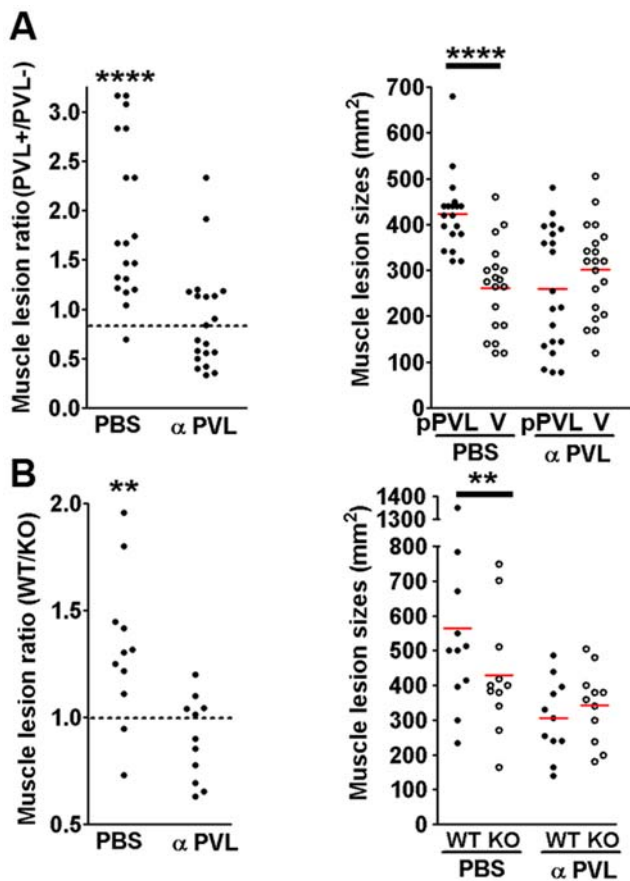 A
Muscle lesion ratio(PVL+/PVL-)
****
3.0
2.5
2.0
1.5
1.0
0.5
0.0
PBS α PVL
Muscle lesion sizes (mm²)
****
700
600
500
400
300
200
100
0
pPVL V pPVL V
PBS α PVL
B
Muscle lesion ratio (WT/KO)
**
2.0
1.5
1.0
0.5
PBS α PVL
Muscle lesion sizes (mm²)
**
1400
1300
800
700
600
500
400
300
200
100
0
WT KO WT KO
PBS α PVL